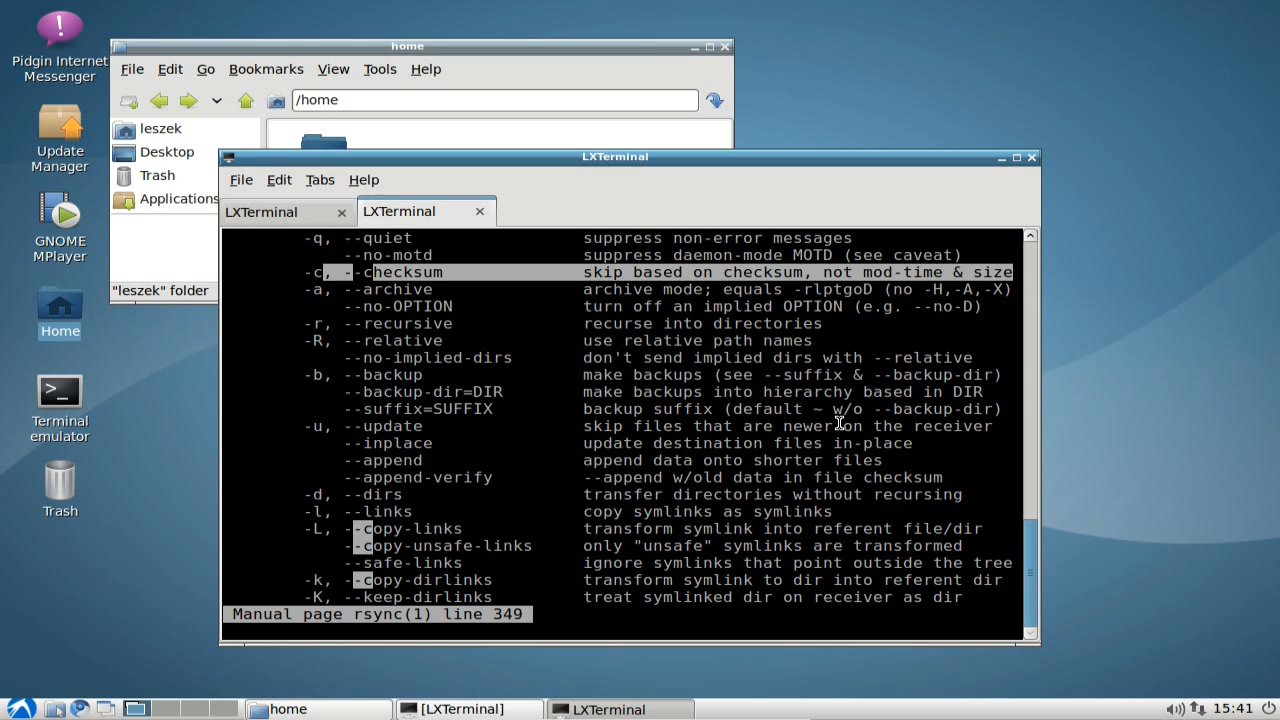 Pidgin Internet
Messenger
Update
Manager
GNOME
MPlayer
Home
Terminal
emulator
Trash
home
File Edit Go Bookmarks View Tools Help
/home
leszek
Desktop
Trash
Applications
"leszek" folder
LXTerminal
File Edit Tabs Help
LXTerminal LXTerminal
-q, --quiet suppress non-error messages
--no-motd suppress daemon-mode MOTD (see caveat)
-c, --checksum skip based on checksum, not mod-time & size
-a, --archive archive mode; equals -rlptgoD (no -H,-A,-X)
--no-OPTION turn off an implied OPTION (e.g. --no-D)
-r, --recursive recurse into directories
-R, --relative use relative path names
--no-implied-dirs don't send implied dirs with --relative
-b, --backup make backups (see --suffix & --backup-dir)
--backup-dir=DIR make backups into hierarchy based in DIR
--suffix=SUFFIX backup suffix (default ~ w/o --backup-dir)
-u, --update skip files that are newer on the receiver
--inplace update destination files in-place
--append append data onto shorter files
--append-verify --append w/old data in file checksum
-d, --dirs transfer directories without recursing
-l, --links copy symlinks as symlinks
-L, --copy-links transform symlink into referent file/dir
--copy-unsafe-links only "unsafe" symlinks are transformed
--safe-links ignore symlinks that point outside the tree
-k, --copy-dirlinks transform symlink to dir into referent dir
-K, --keep-dirlinks treat symlinked dir on receiver as dir
Manual page rsync(1) line 349
home [LXTerminal] LXTerminal 15:41